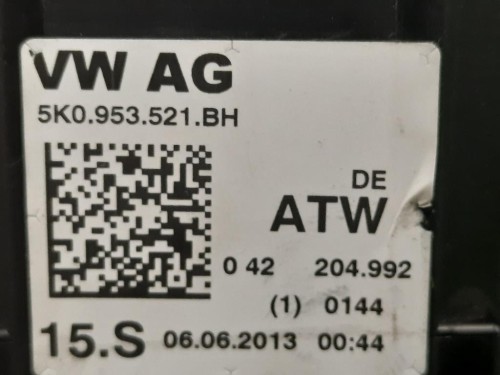 VW AG
5K0.953.521.BH
DE
ATW
0 42 204.992
(1) 0144
15.S 06.06.2013 00:44